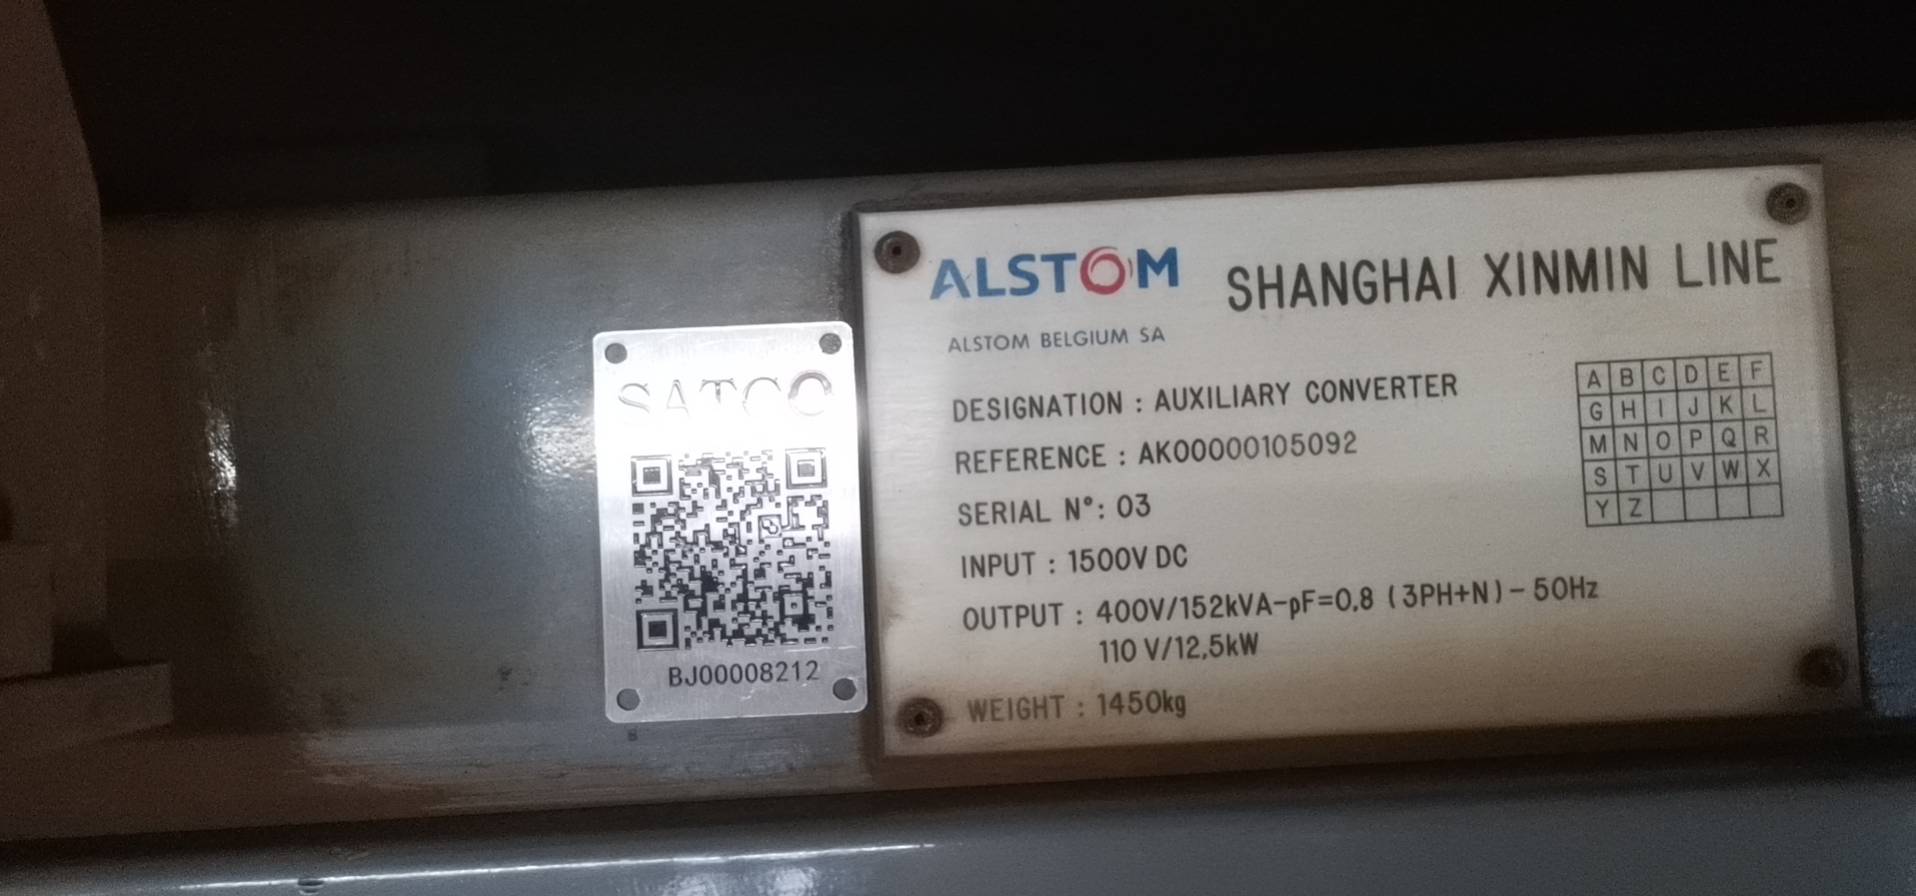 SATCO
BJ00008212
ALSTOM
SHANGHAI XINMIN LINE
ALSTOM BELGIUM SA
DESIGNATION : AUXILIARY CONVERTER
REFERENCE : AK00000105092
SERIAL N°: 03
INPUT : 1500V DC
OUTPUT : 400V/152kVA-pF=0.8 (3PH+N)- 50Hz
110 V/12,5kW
WEIGHT : 1450kg
A B C D E F
G H I J K L
M N O P Q R
S T U V W X
Y Z